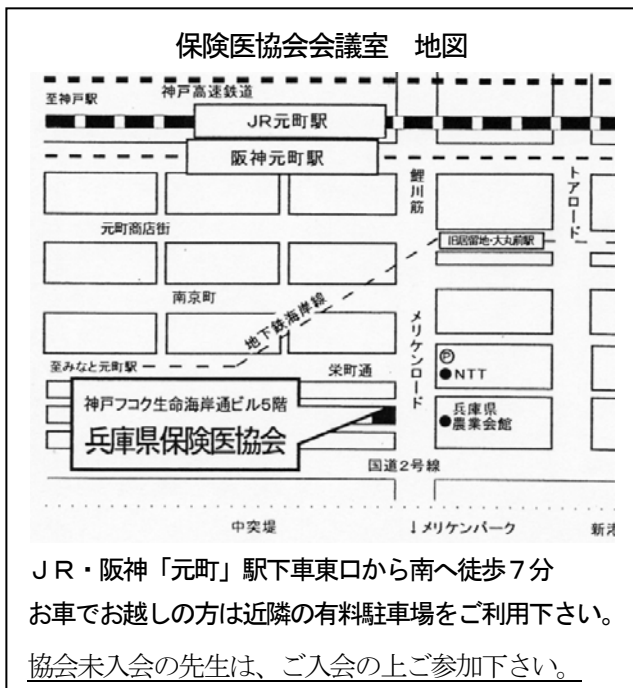 保険医協会会議室　地図
至神戸駅
神戸高速鉄道
JR元町駅
阪神元町駅
鯉川筋
トアロード
元町商店街
旧居留地・大丸前駅
南京町
地下鉄海岸線
メリケンロード
至みなと元町駅
栄町通
Ⓟ
●NTT
神戸フコク生命海岸通ビル5階
兵庫県保険医協会
●兵庫県
農業会館
国道2号線
中突堤
↓メリケンパーク
新港
ＪＲ・阪神「元町」駅下車東口から南へ徒歩７分
お車でお越しの方は近隣の有料駐車場をご利用下さい。
協会未入会の先生は、ご入会の上ご参加下さい。